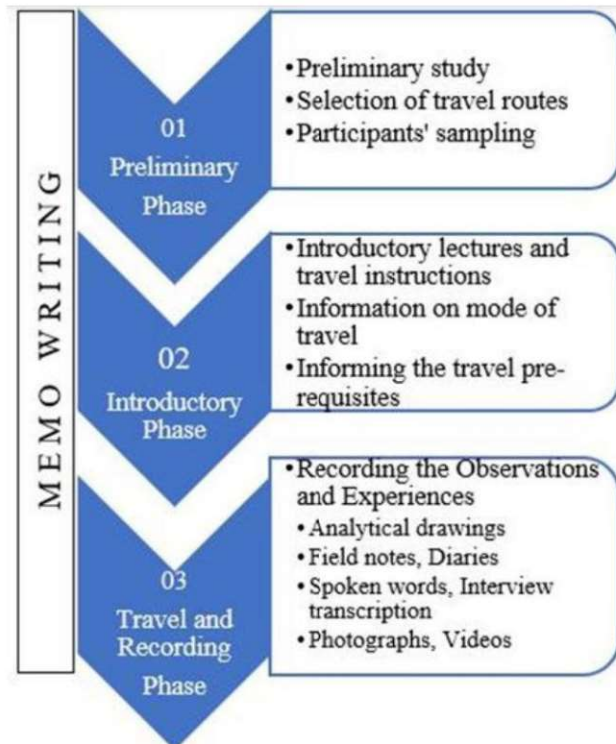 MEMO WRITING
01
Preliminary
Phase
•Preliminary study
•Selection of travel routes
•Participants' sampling
02
Introductory
Phase
•Introductory lectures and
travel instructions
•Information on mode of
travel
•Informing the travel pre-
requisites
03
Travel and
Recording
Phase
•Recording the Observations
and Experiences
•Analytical drawings
•Field notes, Diaries
•Spoken words, Interview
transcription
•Photographs, Videos